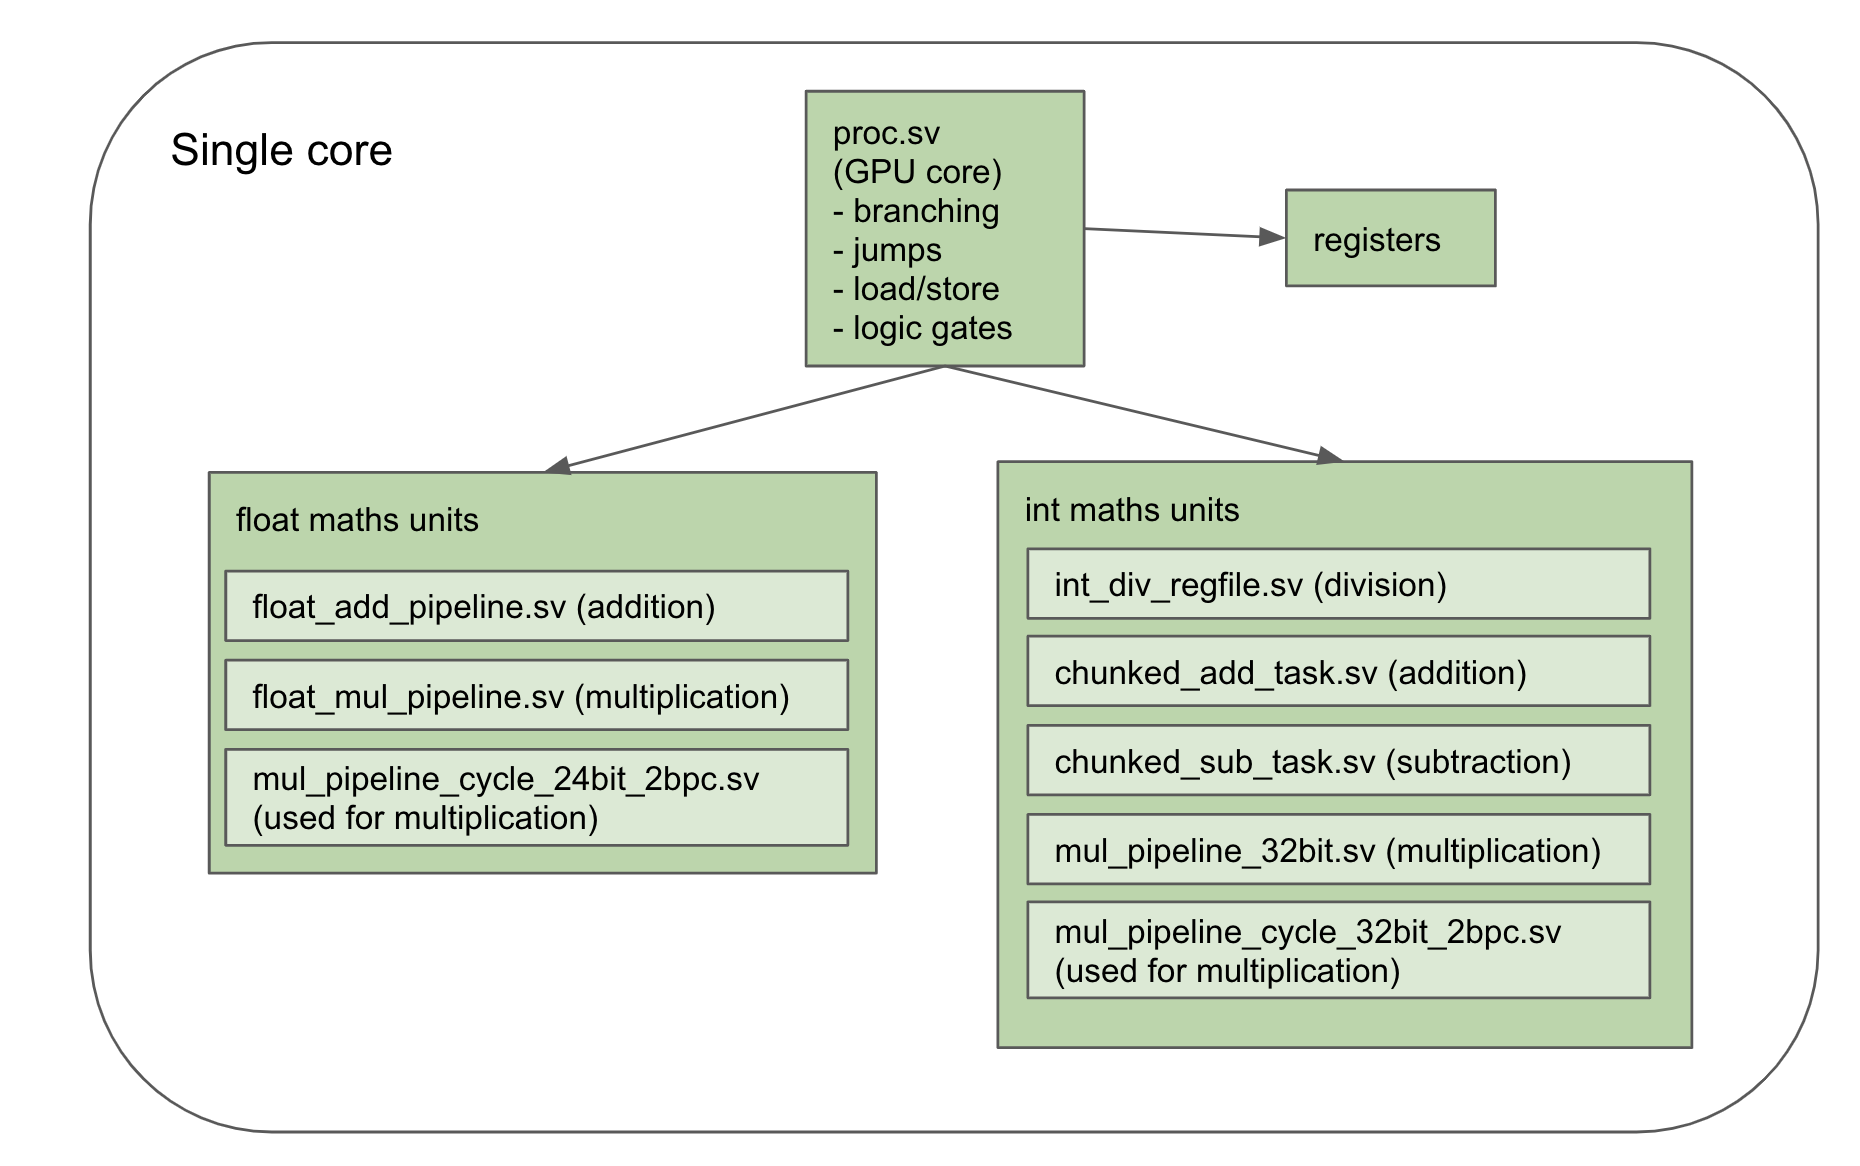 Single core
proc.sv
(GPU core)
- branching
- jumps
- load/store
- logic gates
registers
float maths units
float_add_pipeline.sv (addition)
float_mul_pipeline.sv (multiplication)
mul_pipeline_cycle_24bit_2bpc.sv
(used for multiplication)
int maths units
int_div_regfile.sv (division)
chunked_add_task.sv (addition)
chunked_sub_task.sv (subtraction)
mul_pipeline_32bit.sv (multiplication)
mul_pipeline_cycle_32bit_2bpc.sv
(used for multiplication)